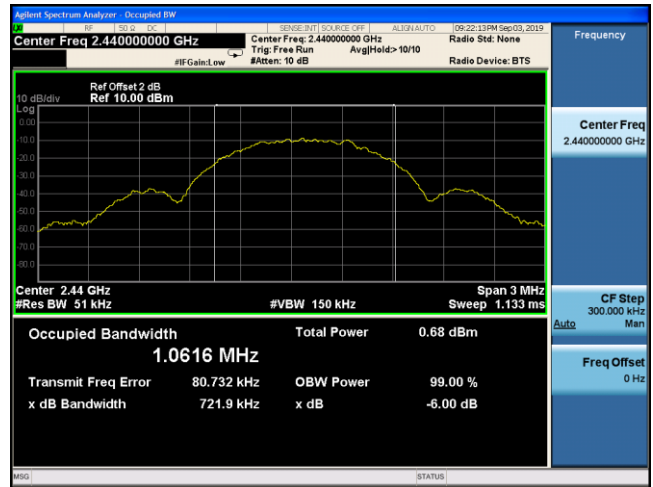 Agilent Spectrum Analyzer - Occupied BW
RF 50 Ω DC SENSE:INT SOURCE OFF ALIGN AUTO 09:22:13 PM Sep 03, 2019
Center Freq 2.440000000 GHz
Center Freq: 2.440000000 GHz Radio Std: None
Trig: Free Run Avg|Hold:> 10/10
#IFGain:Low #Atten: 10 dB Radio Device: BTS
Ref Offset 2 dB
10 dB/div Ref 10.00 dBm
Log
0.00
-10.0
-20.0
-30.0
-40.0
-50.0
-60.0
-70.0
-80.0
Center 2.44 GHz Span 3 MHz
#Res BW 51 kHz #VBW 150 kHz Sweep 1.133 ms
Occupied Bandwidth Total Power 0.68 dBm
1.0616 MHz
Transmit Freq Error 80.732 kHz OBW Power 99.00 %
x dB Bandwidth 721.9 kHz x dB -6.00 dB
MSG STATUS
Frequency
Center Freq
2.440000000 GHz
CF Step
300.000 kHz
Auto Man
Freq Offset
0 Hz